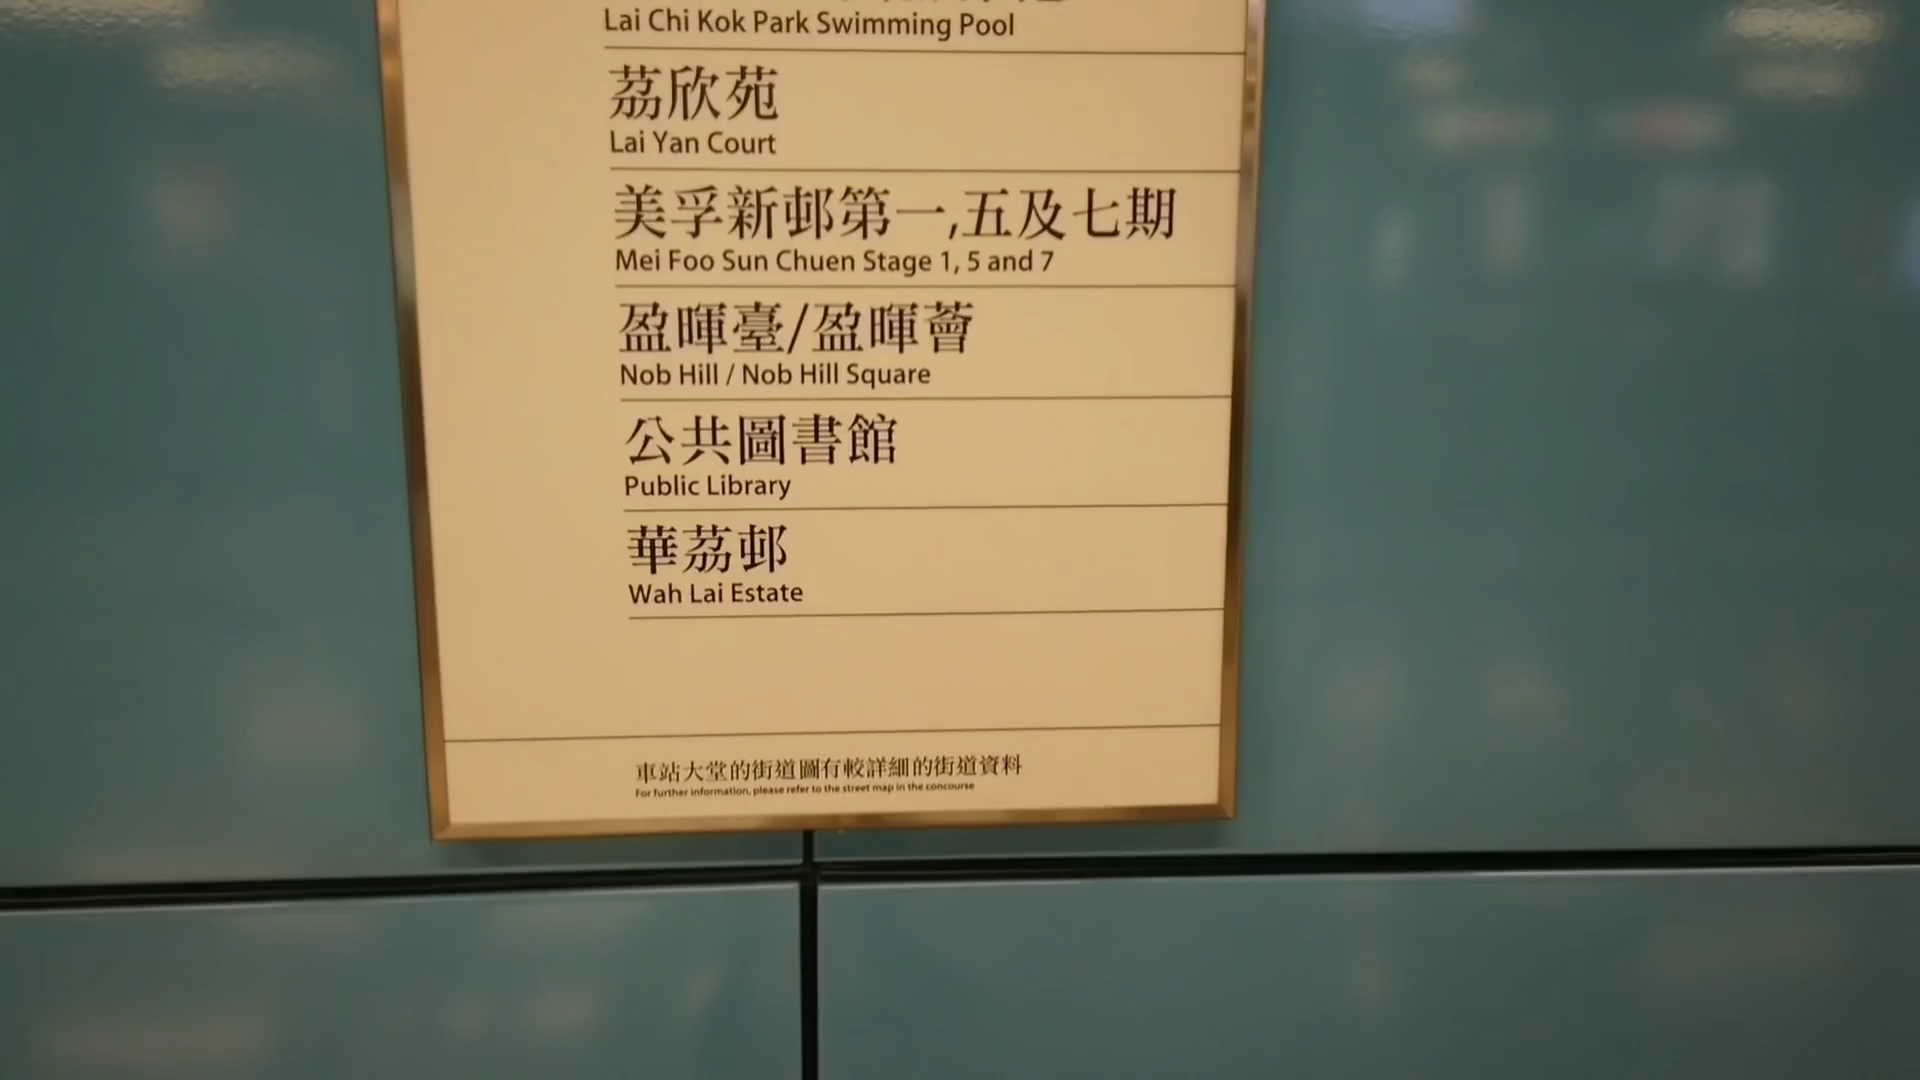 Lai Chi Kok Park Swimming Pool
荔欣苑
Lai Yan Court
美孚新邨第一,五及七期
Mei Foo Sun Chuen Stage 1, 5 and 7
盈暉臺/盈暉薈
Nob Hill / Nob Hill Square
公共圖書館
Public Library
華荔邨
Wah Lai Estate
車站大堂的街道圖有較詳細的街道資料
For further information, please refer to the street map in the concourse